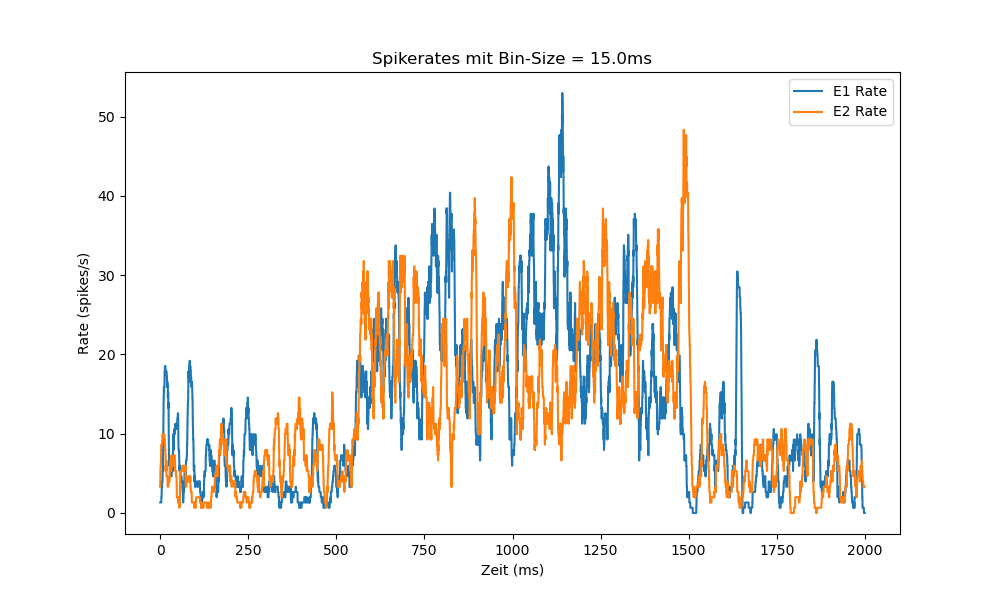 Spikerates mit Bin-Size = 15.0ms
E1 Rate
E2 Rate
Rate (spikes/s)
50
40
30
20
10
0
0 250 500 750 1000 1250 1500 1750 2000
Zeit (ms)